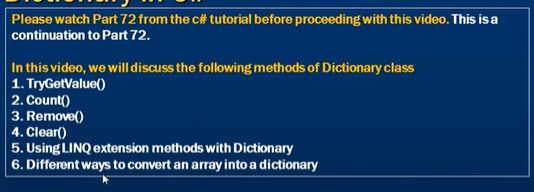 Please watch Part 72 from the c# tutorial before proceeding with this video. This is a
continuation to Part 72.
In this video, we will discuss the following methods of Dictionary class
1. TryGetValue()
2. Count()
3. Remove()
4. Clear()
5. Using LINQ extension methods with Dictionary
6. Different ways to convert an array into a dictionary